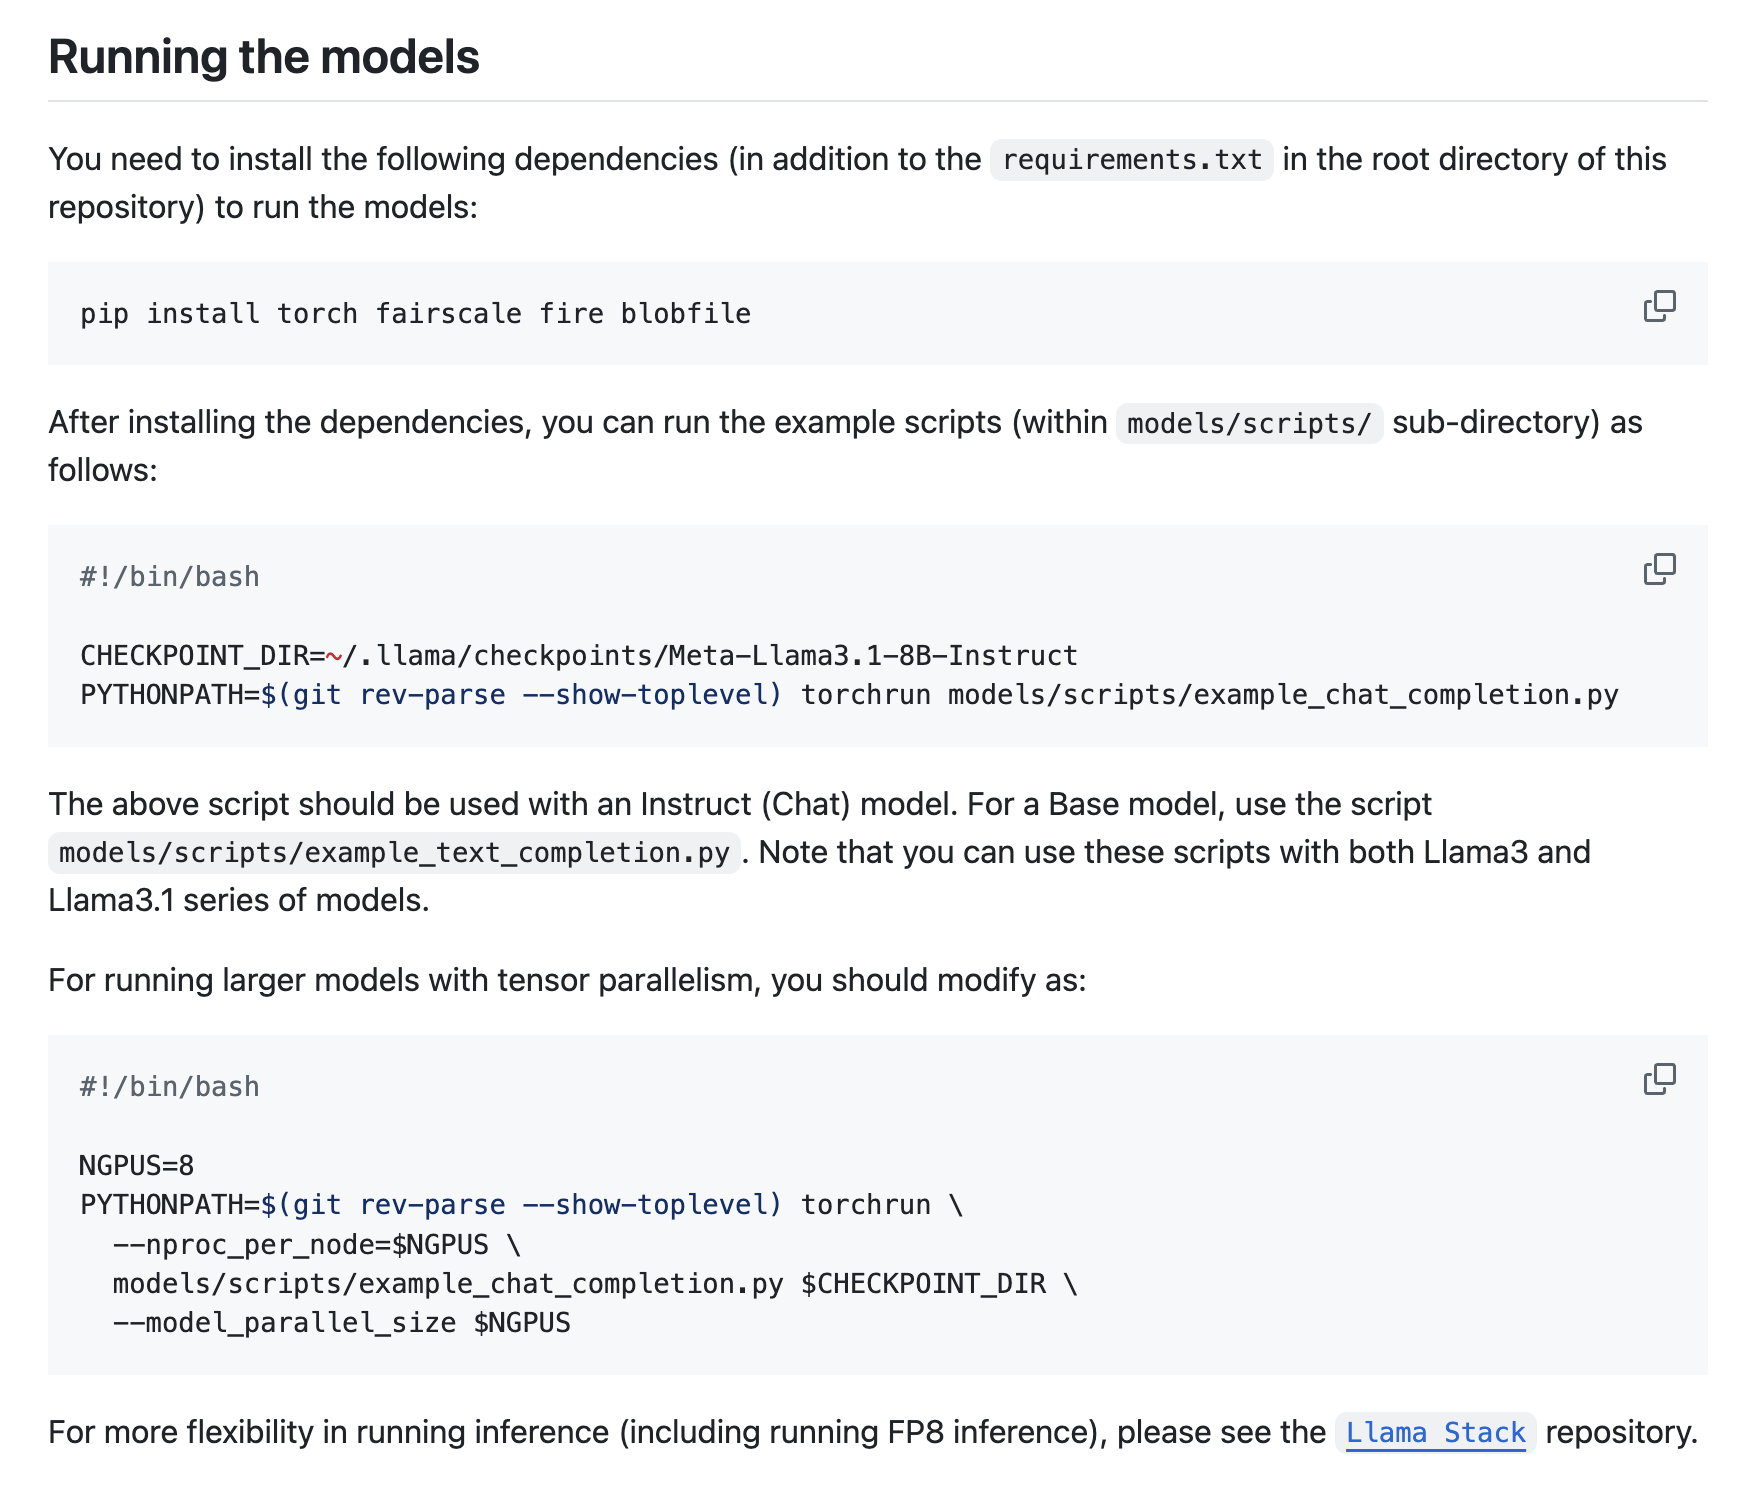 Running the models
You need to install the following dependencies (in addition to the requirements.txt in the root directory of this
repository) to run the models:
pip install torch fairscale fire blobfile
After installing the dependencies, you can run the example scripts (within models/scripts/ sub-directory) as
follows:
#!/bin/bash
CHECKPOINT_DIR=~/.llama/checkpoints/Meta-Llama3.1-8B-Instruct
PYTHONPATH=$(git rev-parse --show-toplevel) torchrun models/scripts/example_chat_completion.py
The above script should be used with an Instruct (Chat) model. For a Base model, use the script
models/scripts/example_text_completion.py. Note that you can use these scripts with both Llama3 and
Llama3.1 series of models.
For running larger models with tensor parallelism, you should modify as:
#!/bin/bash
NGPUS=8
PYTHONPATH=$(git rev-parse --show-toplevel) torchrun \
  --nproc_per_node=$NGPUS \
  models/scripts/example_chat_completion.py $CHECKPOINT_DIR \
  --model_parallel_size $NGPUS
For more flexibility in running inference (including running FP8 inference), please see the Llama Stack repository.